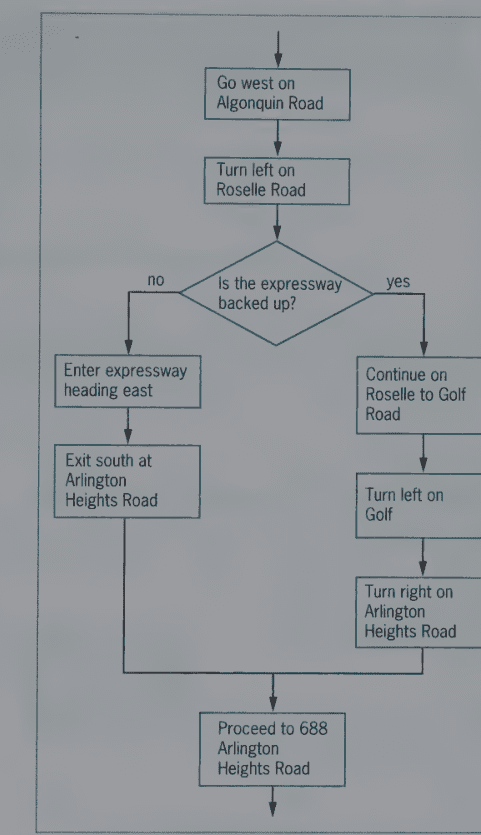 Go west on
Algonquin Road
Turn left on
Roselle Road
Is the expressway
backed up?
no
yes
Enter expressway
heading east
Exit south at
Arlington
Heights Road
Continue on
Roselle to Golf
Road
Turn left on
Golf
Turn right on
Arlington
Heights Road
Proceed to 688
Arlington
Heights Road